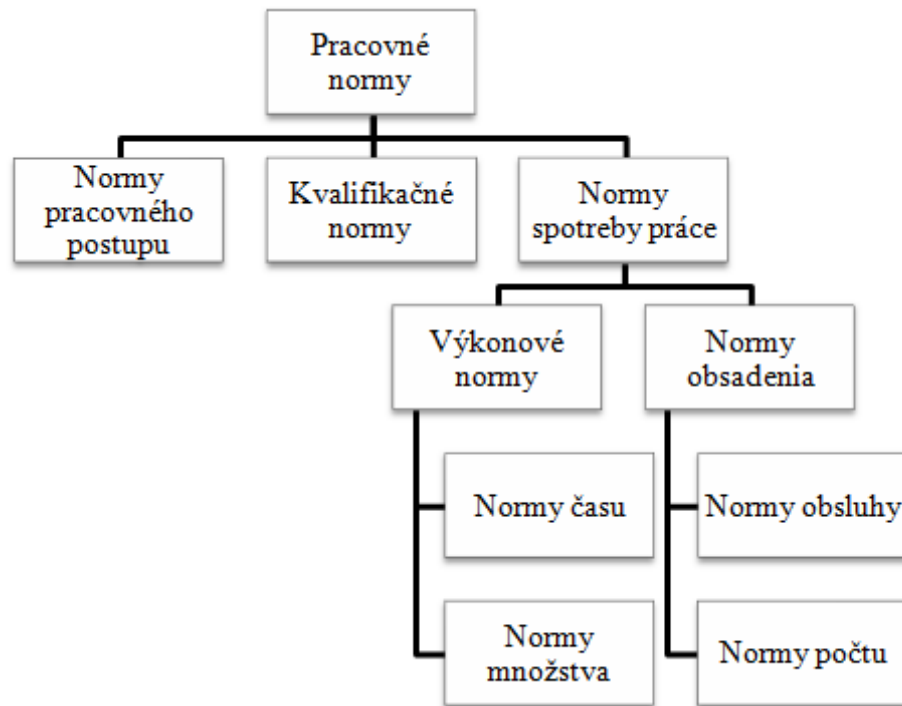 Pracovné
normy
Normy
pracovného
postupu
Kvalifikačné
normy
Normy
spotreby práce
Výkonové
normy
Normy
obsadenia
Normy času
Normy obsluhy
Normy
množstva
Normy počtu